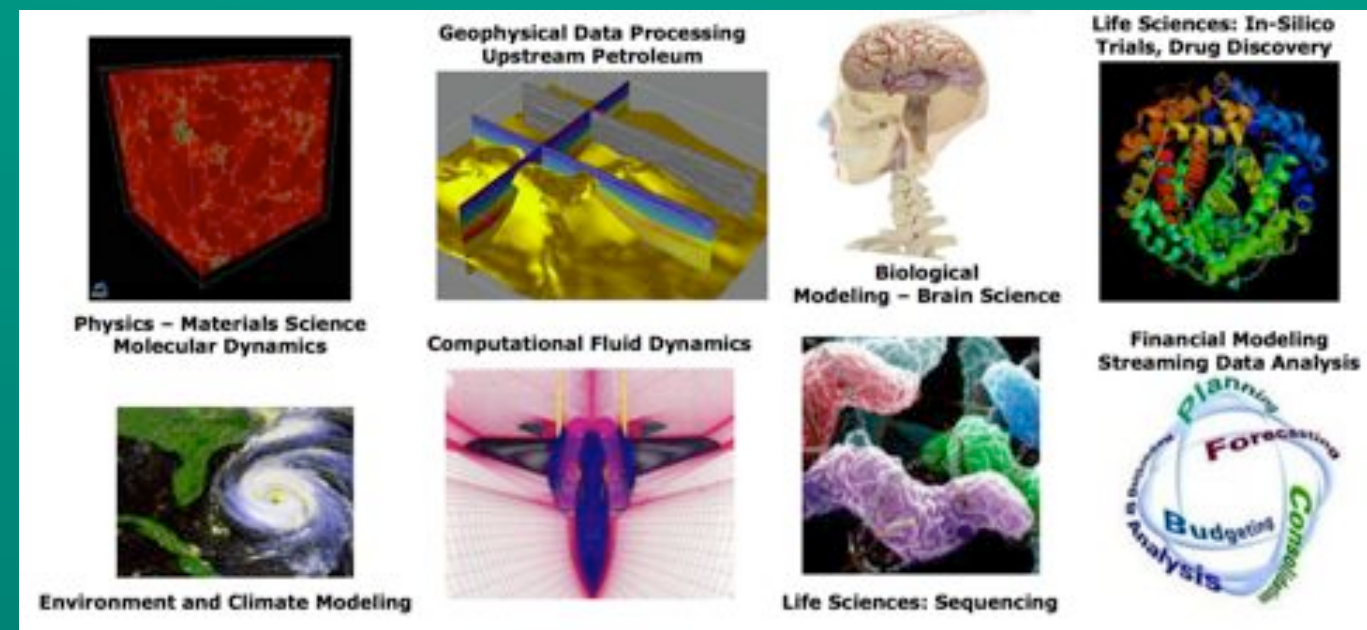 Geophysical Data Processing
Upstream Petroleum
Life Sciences: In-Silico
Trials, Drug Discovery
Biological
Modeling – Brain Science
Physics – Materials Science
Molecular Dynamics
Computational Fluid Dynamics
Financial Modeling
Streaming Data Analysis
Planning
Forecasting
Budgeting
Analysis
Environment and Climate Modeling
Life Sciences: Sequencing